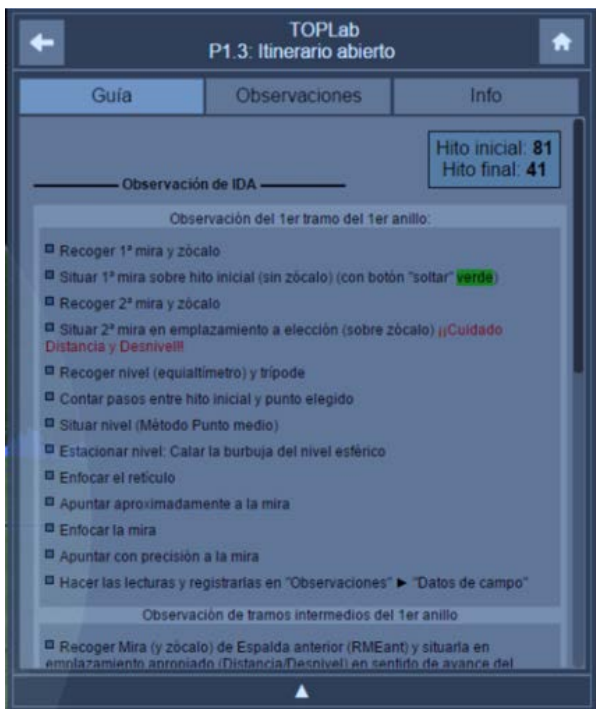 TOPLab
P1.3: Itinerario abierto
Guía
Observaciones
Info
Hito inicial: 81
Hito final: 41
Observación de IDA
Observación del 1er tramo del 1er anillo:
Recoger 1ª mira y zócalo
Situar 1ª mira sobre hito inicial (sin zócalo) (con botón "soltar" verde)
Recoger 2ª mira y zócalo
Situar 2ª mira en emplazamiento a elección (sobre zócalo) ¡¡Cuidado
Distancia y Desnivel!!
Recoger nivel (equialtímetro) y trípode
Contar pasos entre hito inicial y punto elegido
Situar nivel (Método Punto medio)
Estacionar nivel: Calar la burbuja del nivel esférico
Enfocar el retículo
Apuntar aproximadamente a la mira
Enfocar la mira
Apuntar con precisión a la mira
Hacer las lecturas y registrarlas en "Observaciones" ► "Datos de campo"
Observación de tramos intermedios del 1er anillo
Recoger Mira (y zócalo) de Espalda anterior (RMEant) y situarla en
emplazamiento apropiado (Distancia/Desnivel) en sentido de avance del